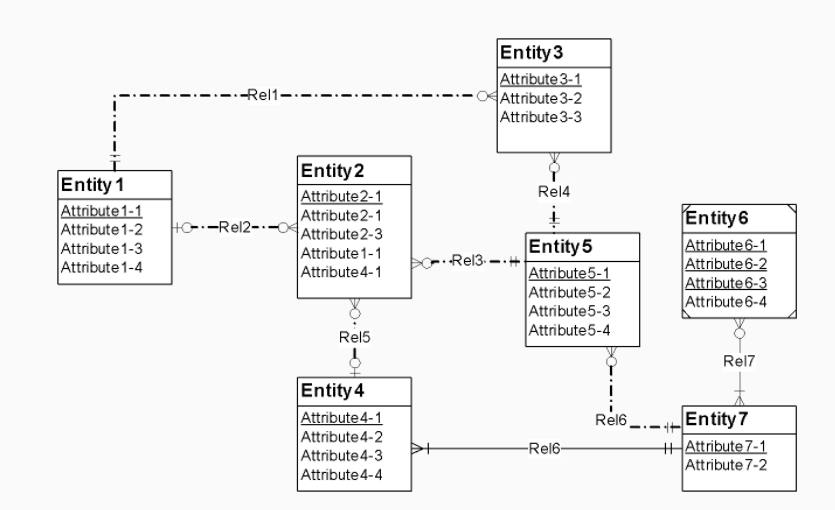 Entity3
Attribute3-1
Attribute3-2
Attribute3-3
Rel1
Entity1
Attribute1-1
Attribute1-2
Attribute1-3
Attribute1-4
Rel2
Entity2
Attribute2-1
Attribute2-1
Attribute2-3
Attribute1-1
Attribute4-1
Rel4
Rel3
Entity5
Attribute5-1
Attribute5-2
Attribute5-3
Attribute5-4
Entity6
Attribute6-1
Attribute6-2
Attribute6-3
Attribute6-4
Rel5
Rel7
Entity4
Attribute4-1
Attribute4-2
Attribute4-3
Attribute4-4
Rel6
Rel6
Entity7
Attribute7-1
Attribute7-2